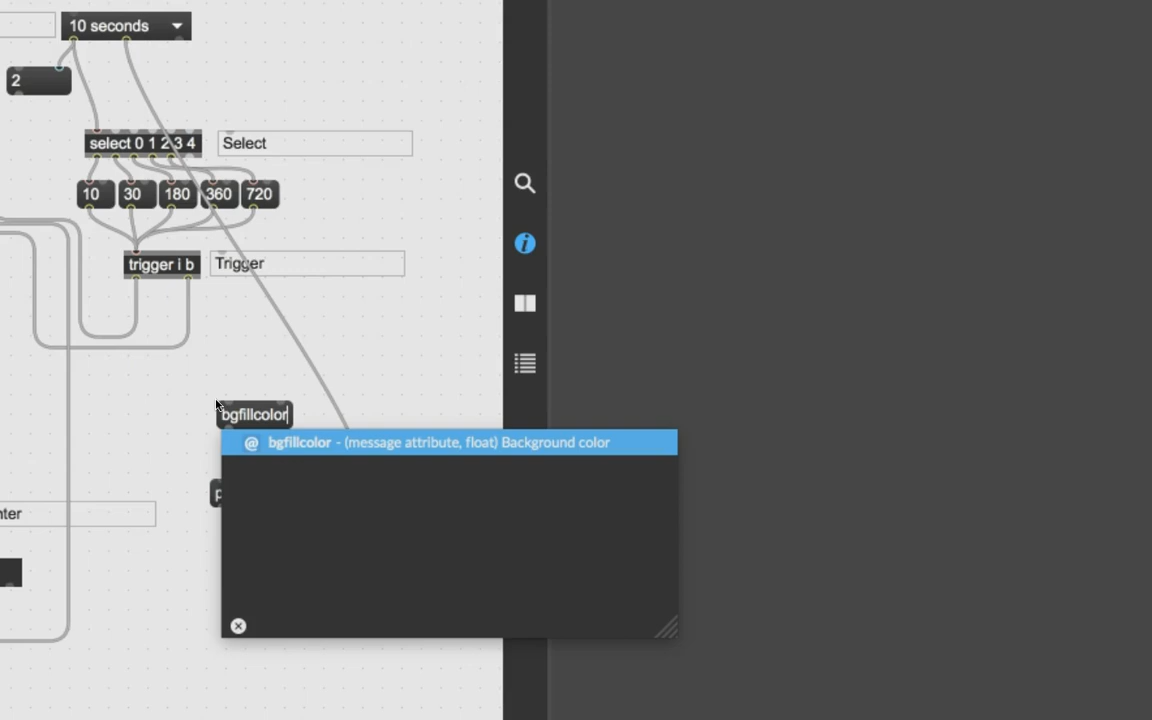 10 seconds
2
select 0 1 2 3 4
Select
10
30
180
360
720
trigger i b
Trigger
bgfillcolor
@ bgfillcolor - (message attribute, float) Background color
p
nter